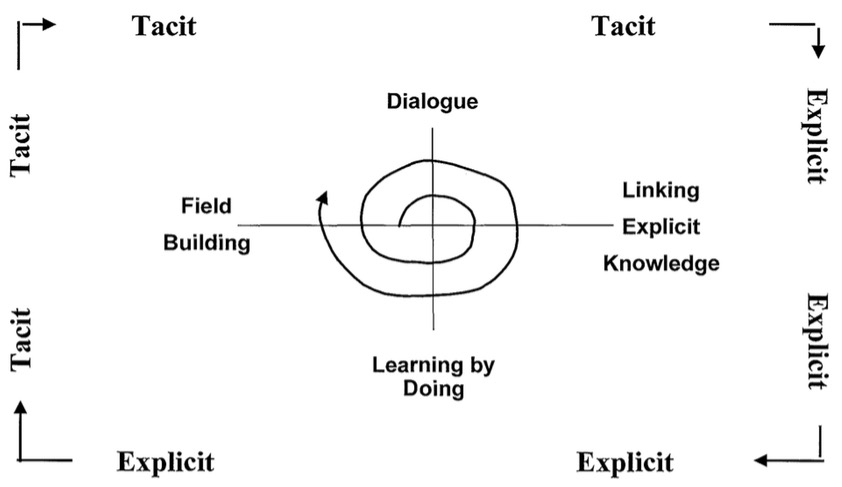 Tacit
Tacit
Tacit
Explicit
Dialogue
Field
Building
Linking
Explicit
Knowledge
Tacit
Explicit
Learning by
Doing
Explicit
Explicit